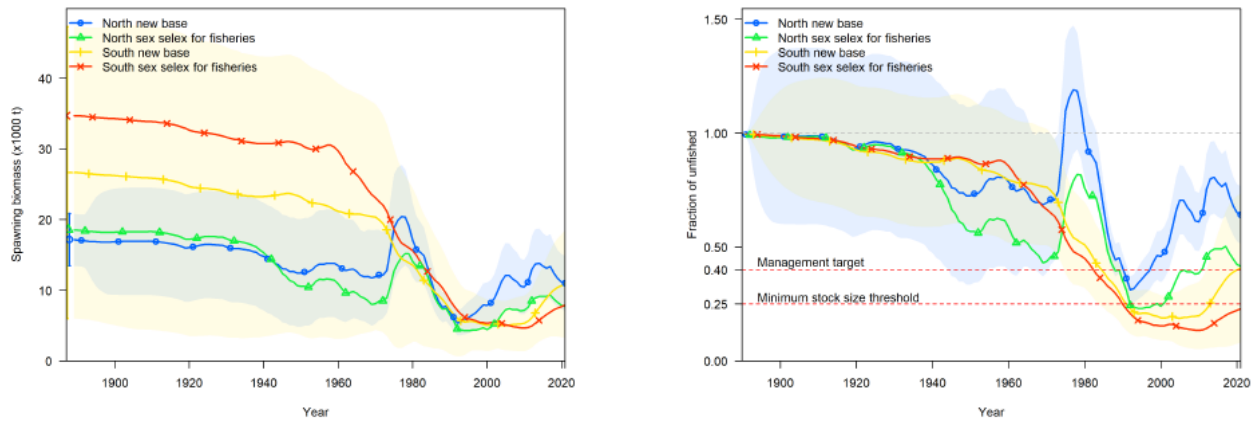 North new base
North sex selex for fisheries
South new base
South sex selex for fisheries
Spawning biomass (x1000 t)
40
30
20
10
0
1900
1920
1940
1960
1980
2000
2020
Year
North new base
North sex selex for fisheries
South new base
South sex selex for fisheries
Fraction of unfished
1.50
1.00
0.50
0.40
0.25
0.00
Management target
Minimum stock size threshold
1900
1920
1940
1960
1980
2000
2020
Year